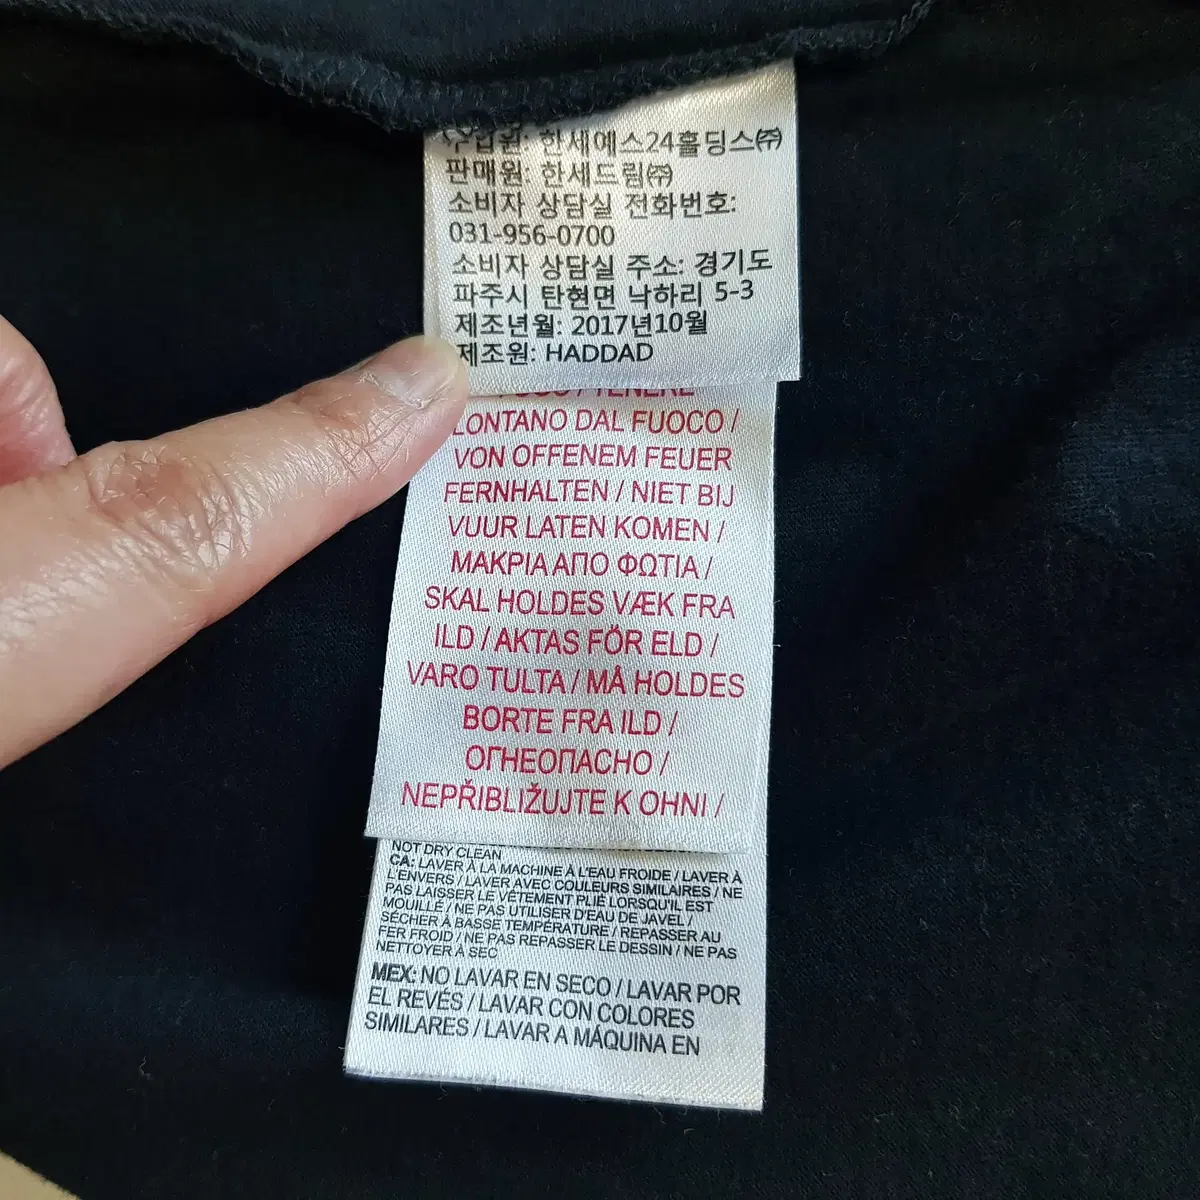 수입원: 한세예스24홀딩스㈜
판매원: 한세드림㈜
소비자 상담실 전화번호:
031-956-0700
소비자 상담실 주소: 경기도
파주시 탄현면 낙하리 5-3
제조년월: 2017년10월
제조원: HADDAD
/ TENERE
LONTANO DAL FUOCO /
VON OFFENEM FEUER
FERNHALTEN / NIET BIJ
VUUR LATEN KOMEN /
ΜΑΚΡΙΑ ΑΠΟ ΦΩΤΙΑ /
SKAL HOLDES VÆK FRA
ILD / AKTAS FÖR ELD /
VARO TULTA / MÅ HOLDES
BORTE FRA ILD /
ОГНЕОПАСНО /
NEPŘIBLIŽUJTE K OHNI /
NOT DRY CLEAN
CA: LAVER À LA MACHINE À L'EAU FROIDE / LAVER À
L'ENVERS / LAVER AVEC COULEURS SIMILAIRES / NE
PAS LAISSER LE VÊTEMENT PLIÉ LORSQU'IL EST
MOUILLÉ / NE PAS UTILISER D'EAU DE JAVEL /
SÉCHER À BASSE TEMPÉRATURE / REPASSER AU
FER FROID / NE PAS REPASSER LE DESSIN / NE PAS
NETTOYER À SEC
MEX: NO LAVAR EN SECO / LAVAR POR
EL REVÉS / LAVAR CON COLORES
SIMILARES / LAVAR A MÁQUINA EN